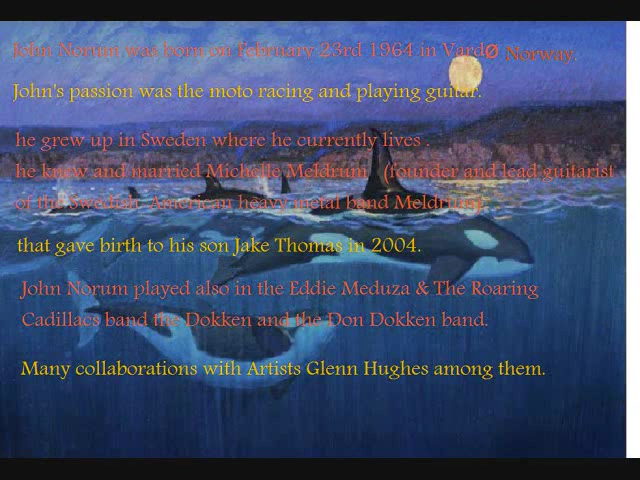 John Norum was born on February 23rd 1964 in Vardø Norway.
John's passion was the moto racing and playing guitar.
he grew up in Sweden where he currently lives .
he knew and married Michelle Meldrum (founder and lead guitarist
of the Swedish-American heavy metal band Meldrum)
that gave birth to his son Jake Thomas in 2004.
John Norum played also in the Eddie Meduza & The Roaring
Cadillacs band the Dokken and the Don Dokken band.
Many collaborations with Artists Glenn Hughes among them.